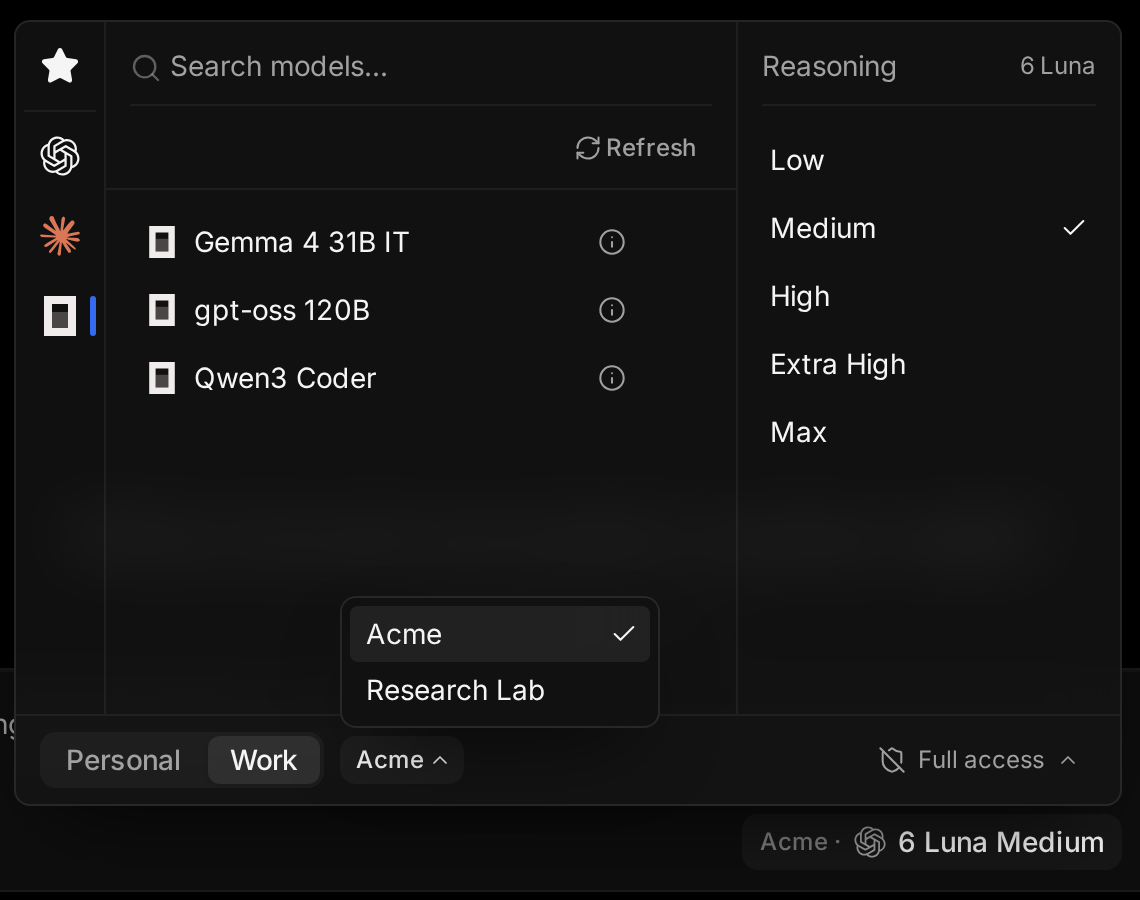 Search models...
Reasoning
6 Luna
Refresh
Low
Medium
High
Extra High
Max
Gemma 4 31B IT
gpt-oss 120B
Qwen3 Coder
Acme
Research Lab
Personal
Work
Acme
Full access
Acme · 6 Luna Medium